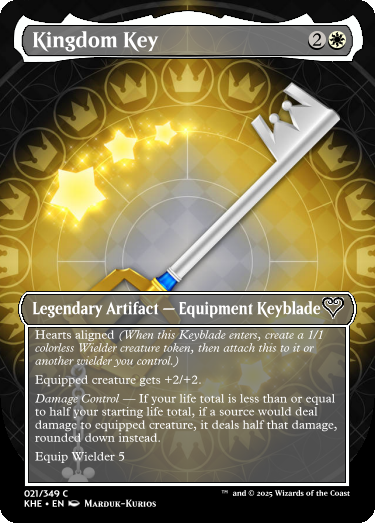 Kingdom Key 2
Legendary Artifact — Equipment Keyblade
Hearts aligned (When this Keyblade enters, create a 1/1
colorless Wielder creature token, then attach this to it or
another wielder you control.)
Equipped creature gets +2/+2.
Damage Control — If your life total is less than or equal
to half your starting life total, if a source would deal
damage to equipped creature, it deals half that damage,
rounded down instead.
Equip Wielder 5
021/349 C
KHE • EN Marduk-Kurios
™ and © 2025 Wizards of the Coast